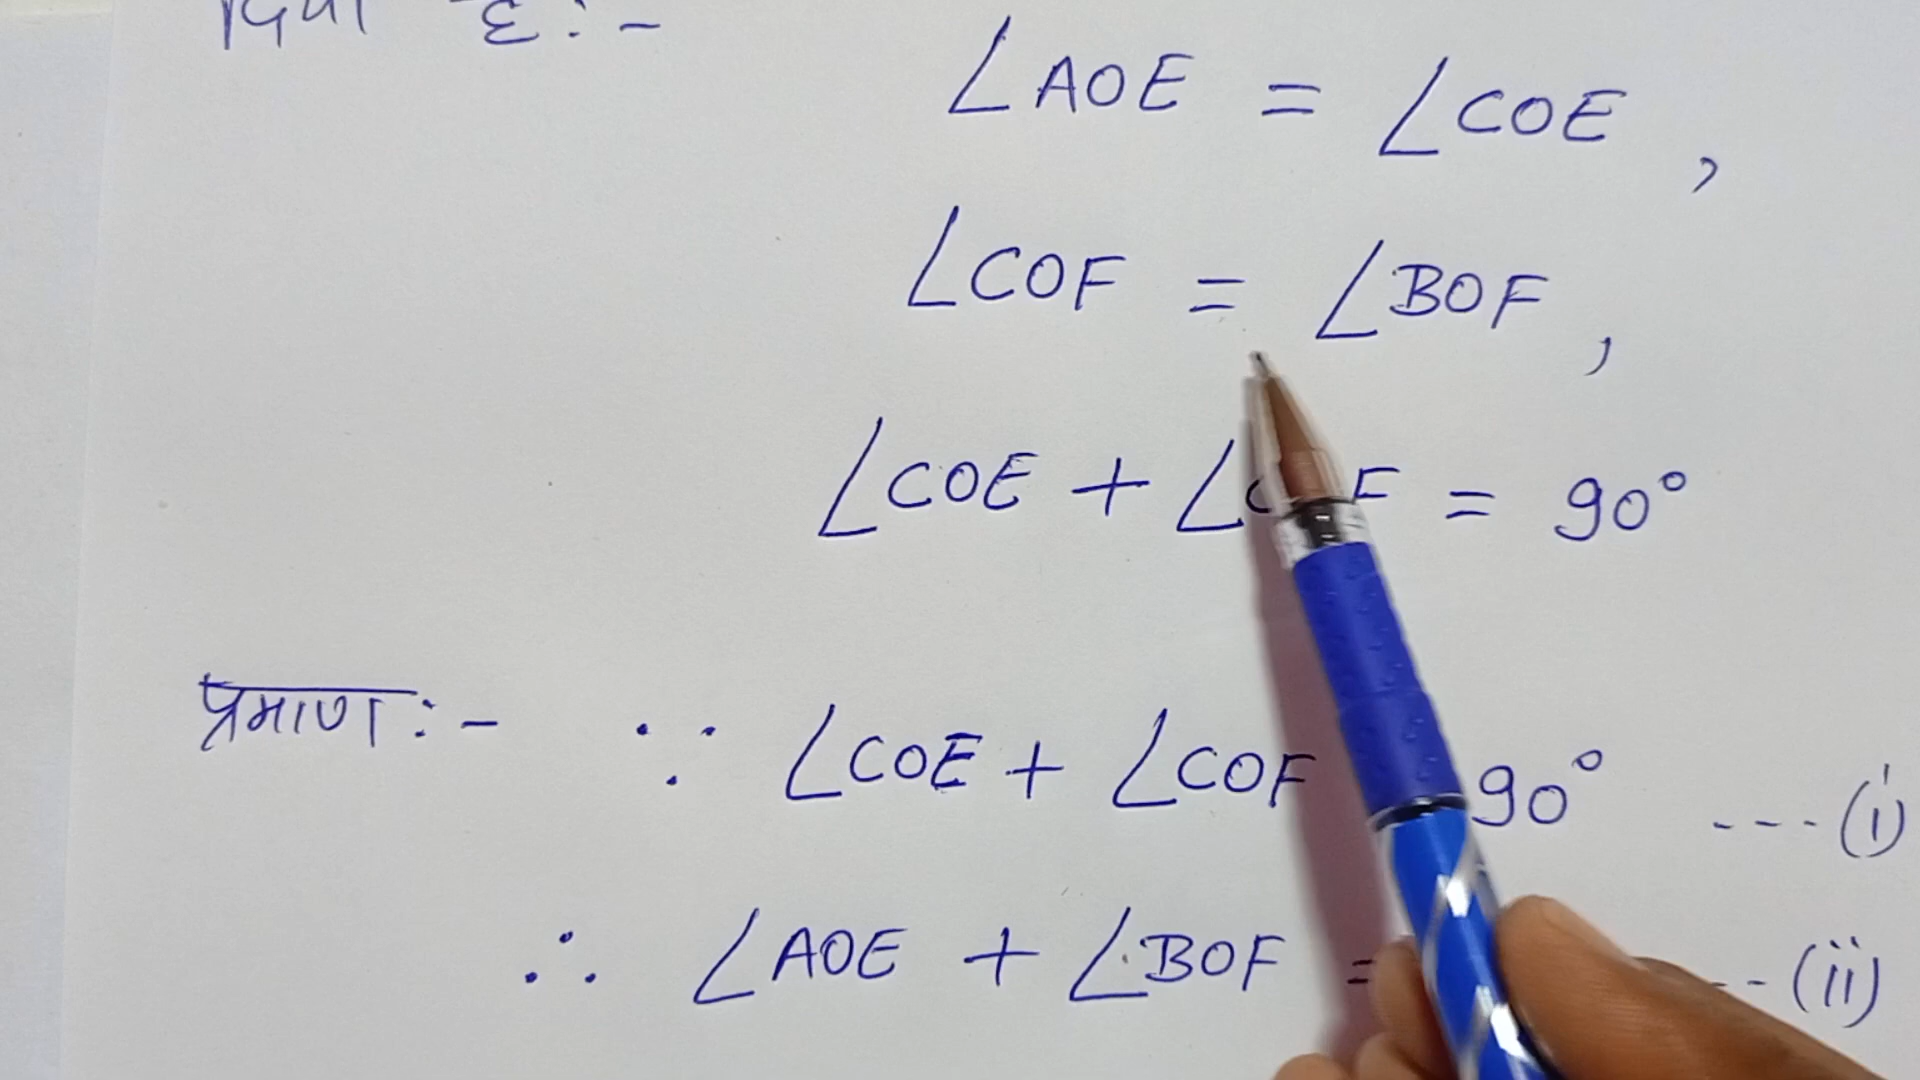 दिया है :-
∠AOE = ∠COE ,
∠COF = ∠BOF ,
∠COE + ∠C F = 90°
प्रमाण :- ∵ ∠COE + ∠COF 90° ----(i)
∴ ∠AOE + ∠BOF = --(ii)